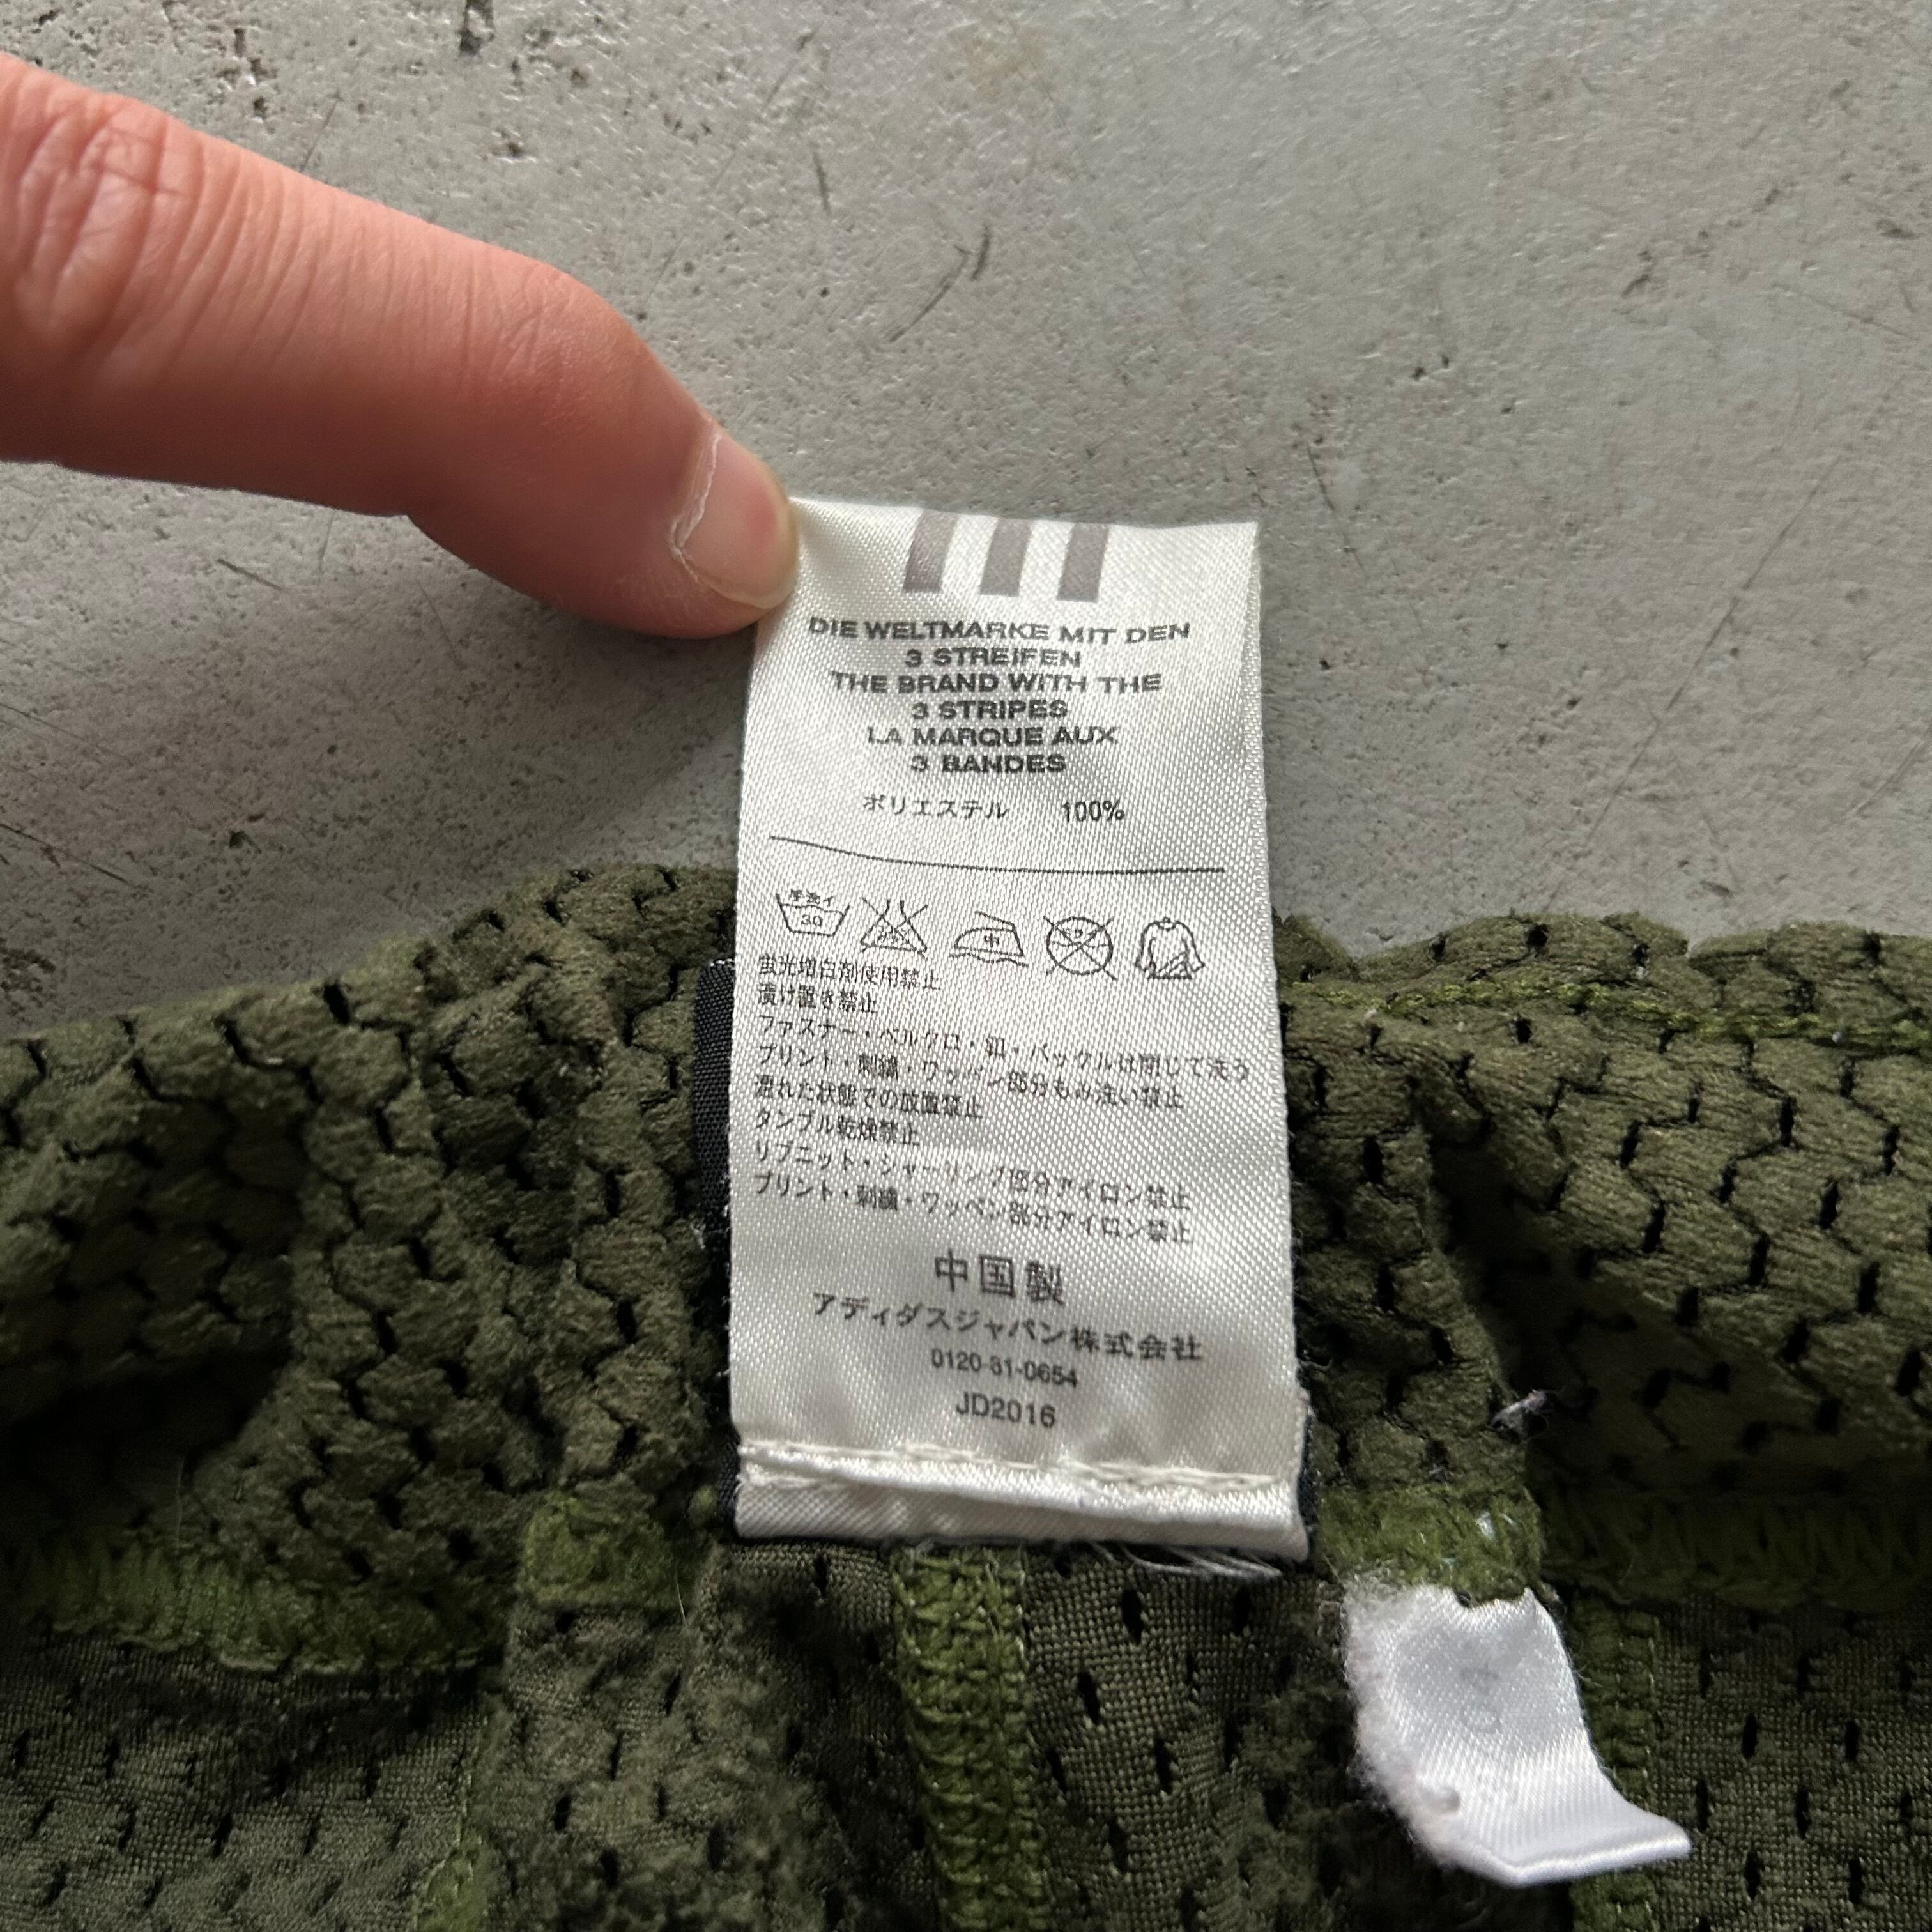 DIE WELTMARKE MIT DEN
3 STREIFEN
THE BRAND WITH THE
3 STRIPES
LA MARQUE AUX
3 BANDES
ポリエステル 100%
手洗イ
30
中
蛍光増白剤使用禁止
漬け置き禁止
ファスナー・ベルクロ・釦・バックルは閉じて洗う
プリント・刺繍・ワッペン部分もみ洗い禁止
濡れた状態での放置禁止
タンブル乾燥禁止
リブニット・シャーリング部分アイロン禁止
プリント・刺繍・ワッペン部分アイロン禁止
中国製
アディダスジャパン株式会社
0120-81-0654
JD2016